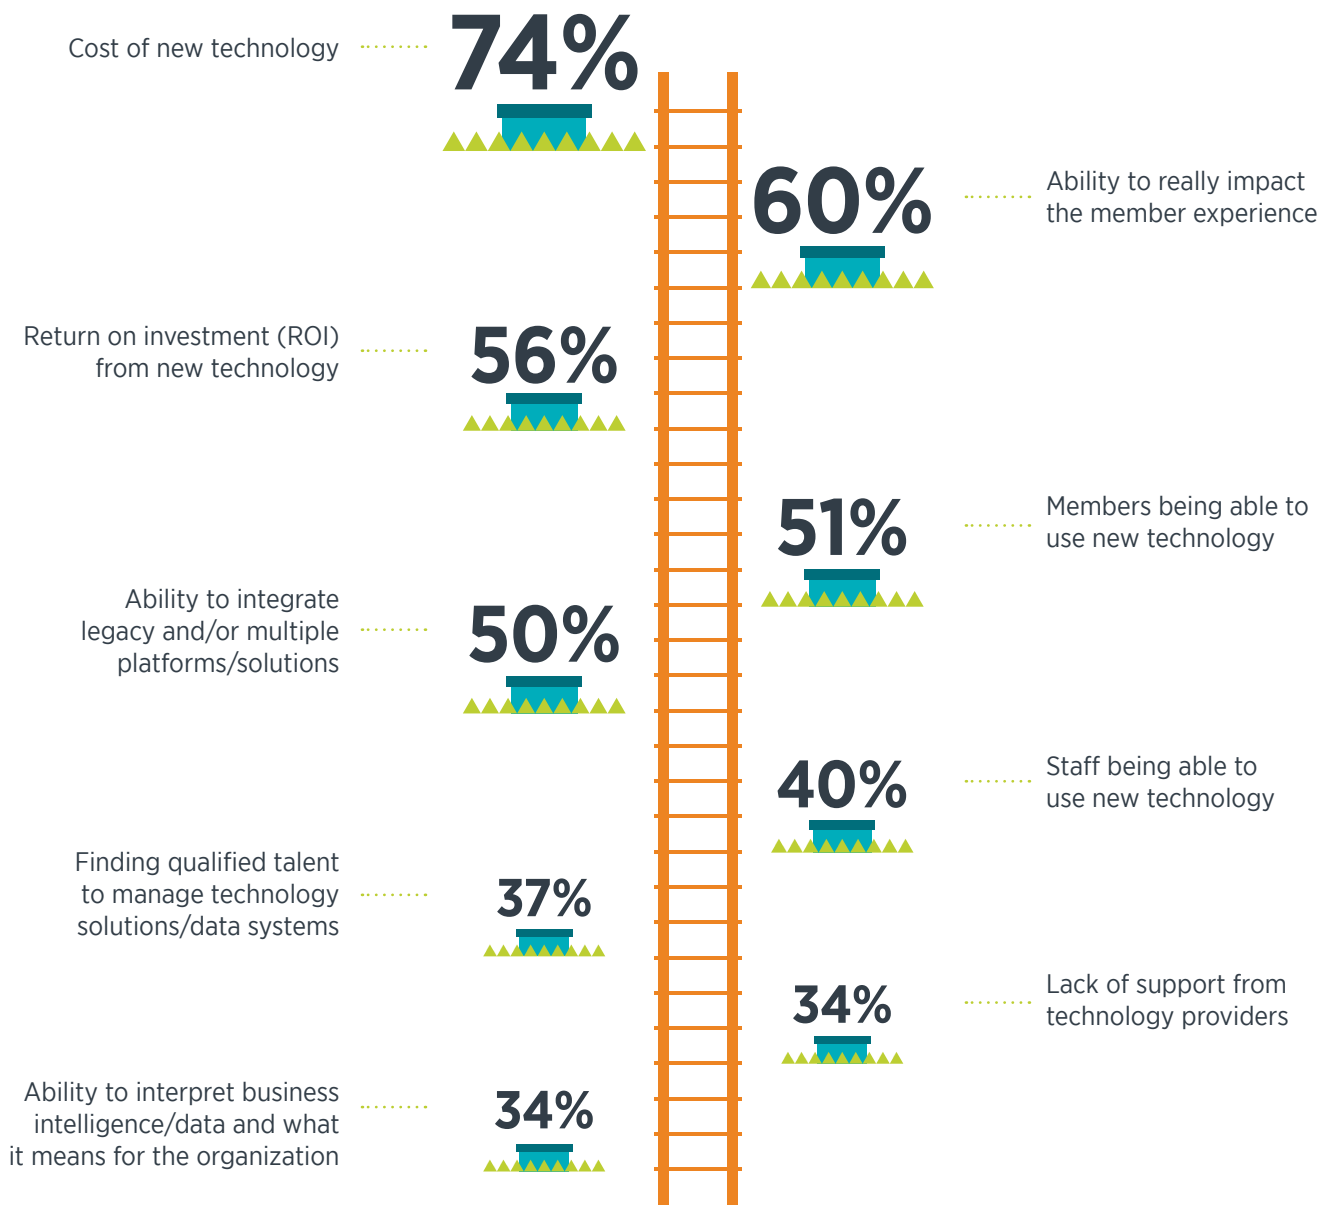 Cost of new technology
74%
60%
Ability to really impact
the member experience
Return on investment (ROI)
from new technology
56%
51%
Members being able to
use new technology
Ability to integrate
legacy and/or multiple
platforms/solutions
50%
40%
Staff being able to
use new technology
Finding qualified talent
to manage technology
solutions/data systems
37%
34%
Lack of support from
technology providers
Ability to interpret business
intelligence/data and what
it means for the organization
34%